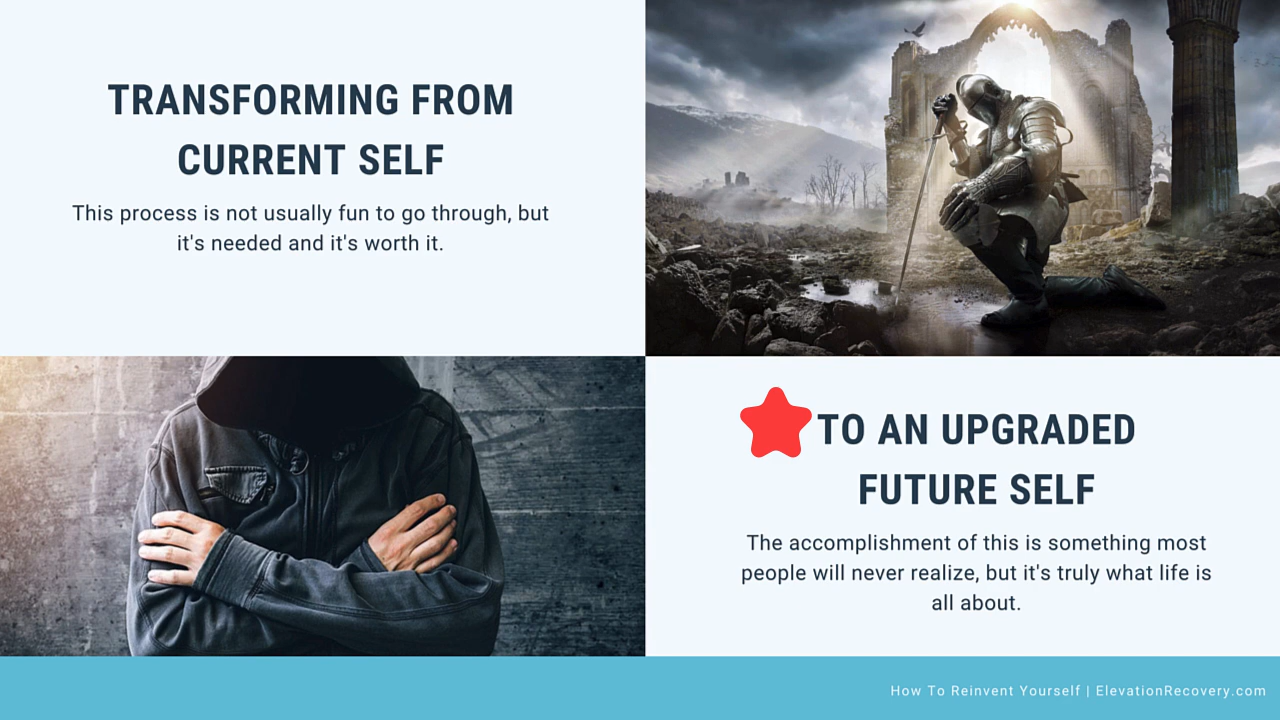 TRANSFORMING FROM
CURRENT SELF
This process is not usually fun to go through, but
it's needed and it's worth it.
TO AN UPGRADED
FUTURE SELF
The accomplishment of this is something most
people will never realize, but it's truly what life is
all about.
How To Reinvent Yourself | ElevationRecovery.com